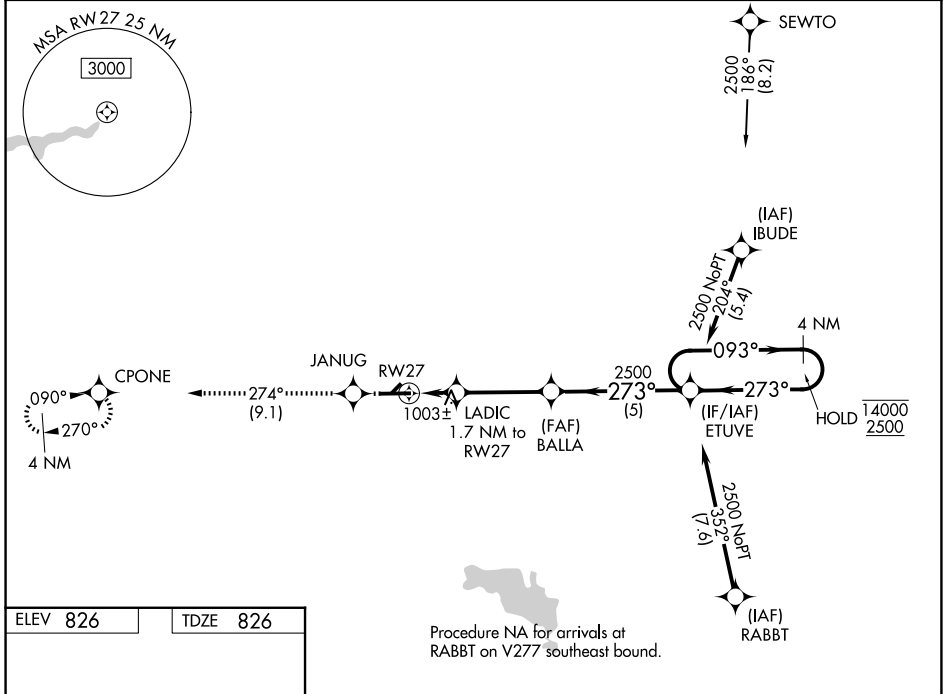 MSA RW27 25 NM
3000
SEWTO
2500
186°
(8.2)
(IAF)
IBUDE
2500 NoPT
204°
(5.4)
4 NM
093°
JANUG
RW27
2500
273°
(5)
273°
CPONE
090°
270°
4 NM
274°
(9.1)
1003±
LADIC
1.7 NM to
RW27
(FAF)
BALLA
(IF/IAF)
ETUVE
HOLD
14000
2500
2500 NoPT
352°
(7.6)
(IAF)
RABBT
Procedure NA for arrivals at
RABBT on V277 southeast bound.
ELEV 826
TDZE 826